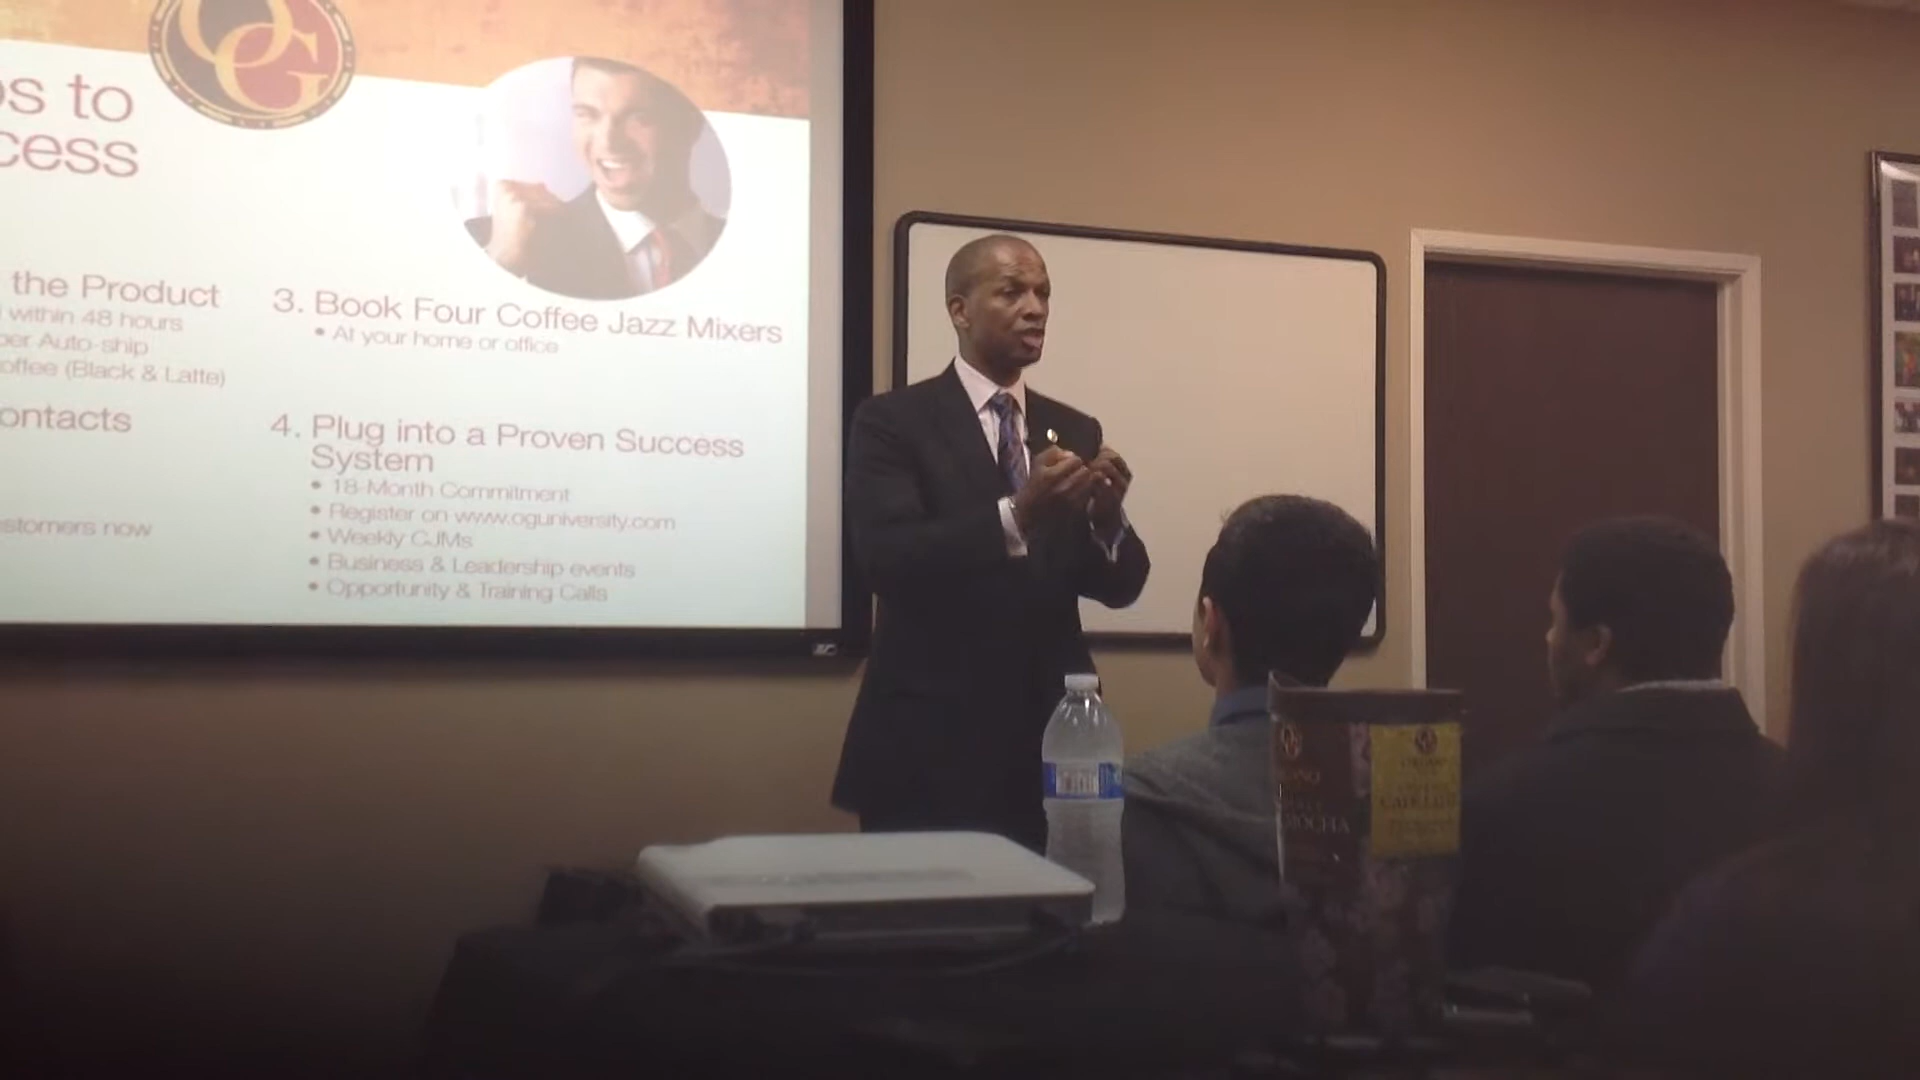 OG
os to
cess
the Product
within 48 hours
per Auto-ship
offee (Black & Latte)
ontacts
stomers now
3. Book Four Coffee Jazz Mixers
• At your home or office
4. Plug into a Proven Success
System
• 18-Month Commitment
• Register on www.oguniversity.com
• Weekly CJMs
• Business & Leadership events
• Opportunity & Training Calls
OG
MOCHA